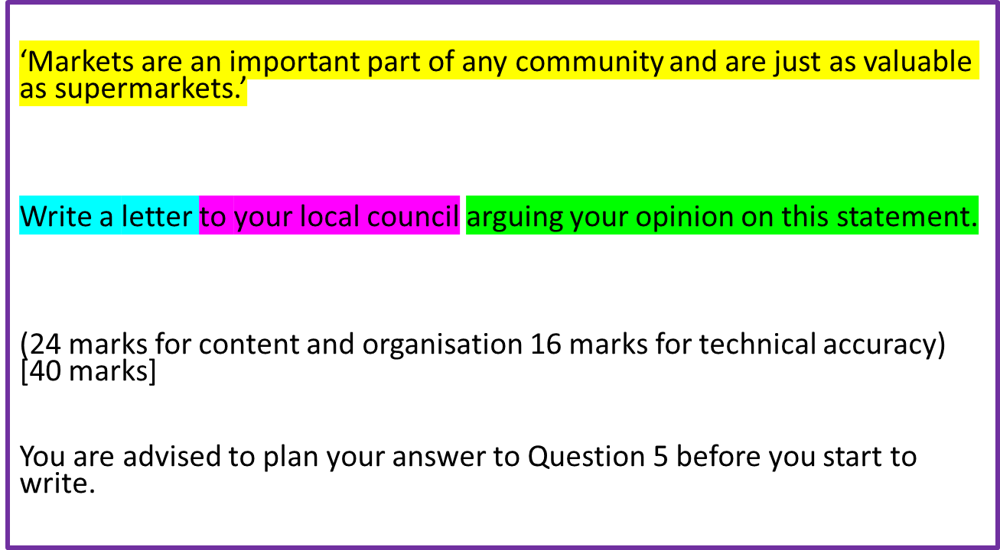 ‘Markets are an important part of any community and are just as valuable
as supermarkets.’
Write a letter to your local council arguing your opinion on this statement.
(24 marks for content and organisation 16 marks for technical accuracy)
[40 marks]
You are advised to plan your answer to Question 5 before you start to
write.